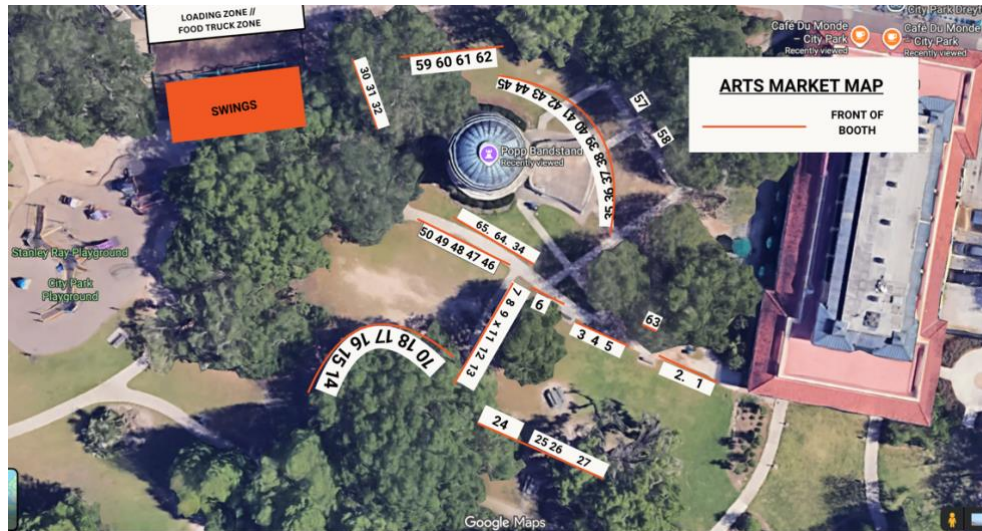 LOADING ZONE //
FOOD TRUCK ZONE
City Park Dreyf
Café Du Monde
– City Park
Recently viewed
Café Du Monde
– City Park
Recently viewed
SWINGS
30 31 32
59 60 61 62
ARTS MARKET MAP
FRONT OF
BOOTH
57
58
35 36 37 38 39 40 41 42 43 44 45
Popp Bandstand
Recently viewed
65. 64. 34
50 49 48 47 46
Stanley Ray Playground
City Park
Playground
7 8 9 x 11 12 13
6
63
3 4 5
2. 1
14 15 16 17 18 70
24
25 26 27
Google Maps